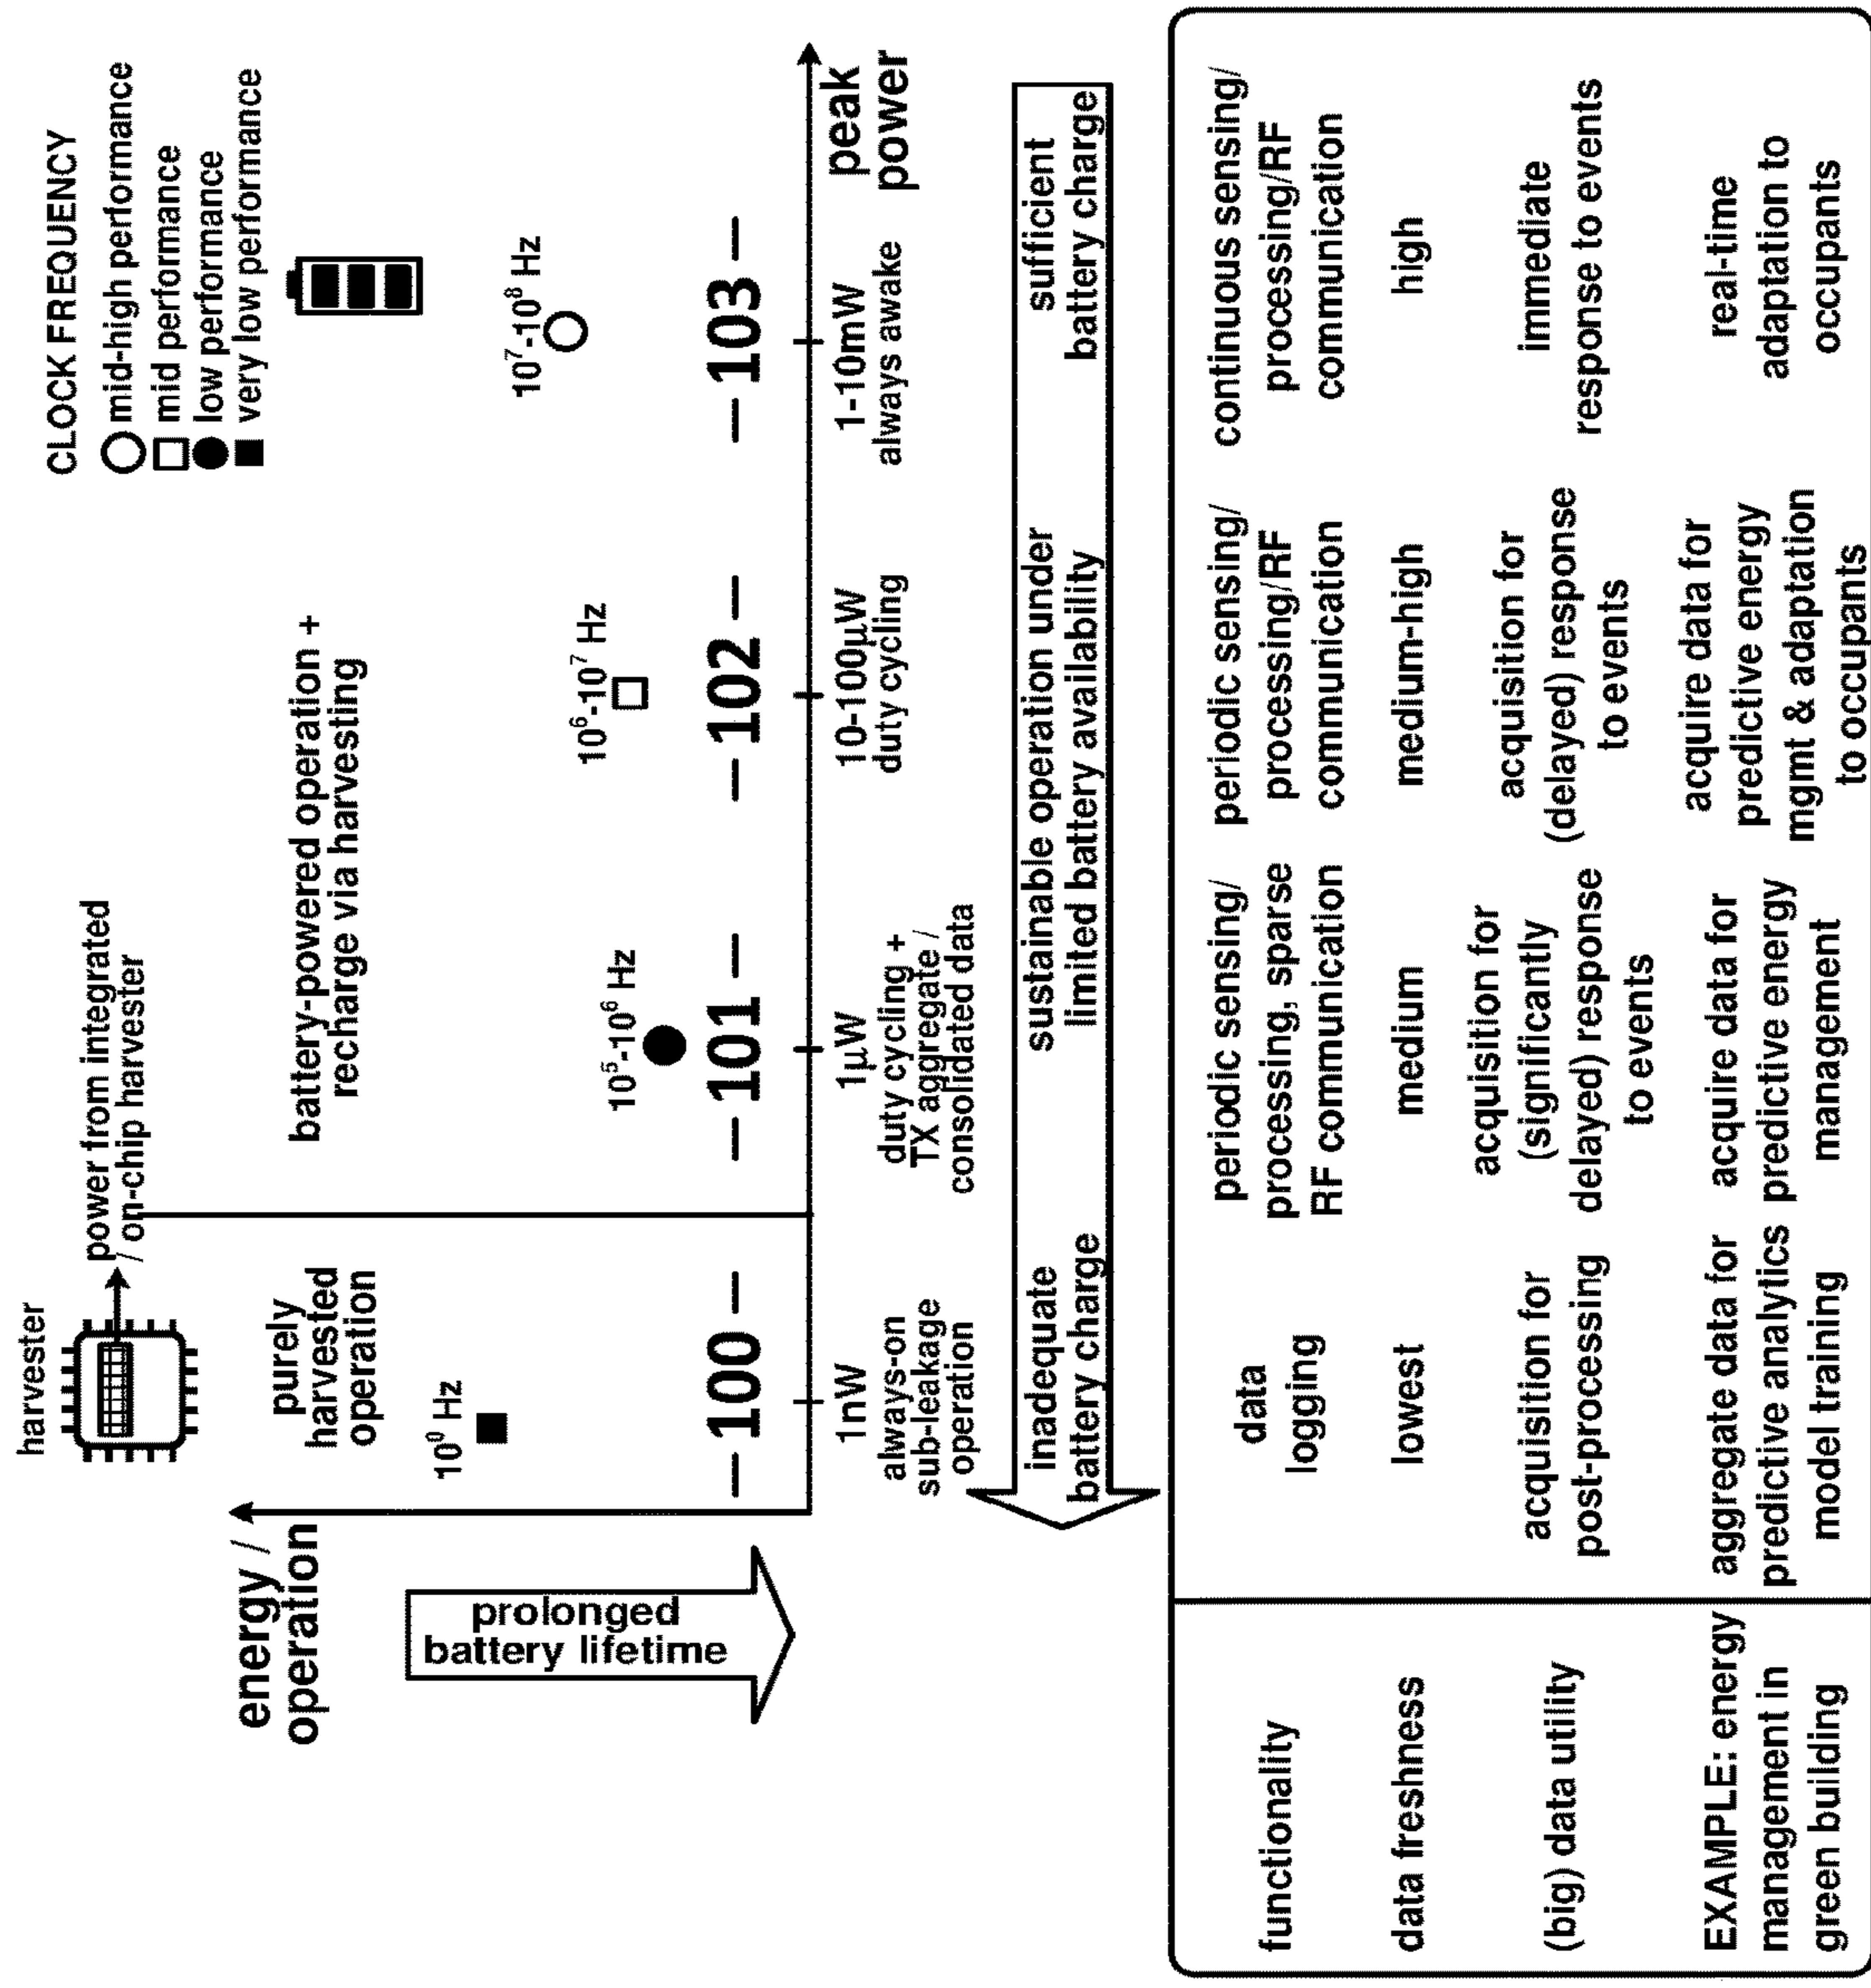 harvester
power from integrated
/ on-chip harvester
CLOCK FREQUENCY
mid-high performance
mid performance
low performance
very low performance
energy /
operation
purely
harvested
operation
battery-powered operation +
recharge via harvesting
prolonged
battery lifetime
10⁰ Hz
10⁵-10⁶ Hz
10⁶-10⁷ Hz
10⁷-10⁸ Hz
— 100 —
— 101 —
— 102 —
— 103 —
1nW
always-on
sub-leakage
operation
1µW
duty cycling +
TX aggregate /
consolidated data
10-100µW
duty cycling
1-10mW
always awake
peak
power
inadequate
battery charge
sustainable operation under
limited battery availability
sufficient
battery charge
functionality
data
logging
periodic sensing/
processing, sparse
RF communication
periodic sensing/
processing/RF
communication
continuous sensing/
processing/RF
communication
data freshness
lowest
medium
medium-high
high
(big) data utility
acquisition for
post-processing
acquisition for
(significantly
delayed) response
to events
acquisition for
(delayed) response
to events
immediate
response to events
EXAMPLE: energy
management in
green building
aggregate data for
predictive analytics
model training
acquire data for
predictive energy
management
acquire data for
predictive energy
mgmt & adaptation
to occupants
real-time
adaptation to
occupants